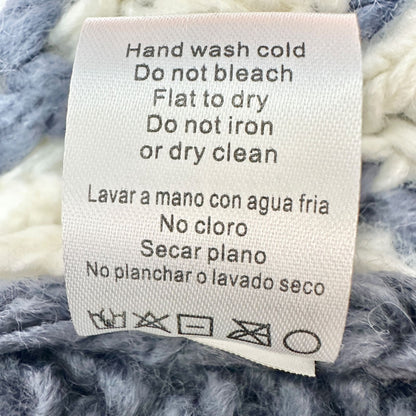 Hand wash cold
Do not bleach
Flat to dry
Do not iron
or dry clean
Lavar a mano con agua fria
No cloro
Secar plano
No planchar o lavado seco